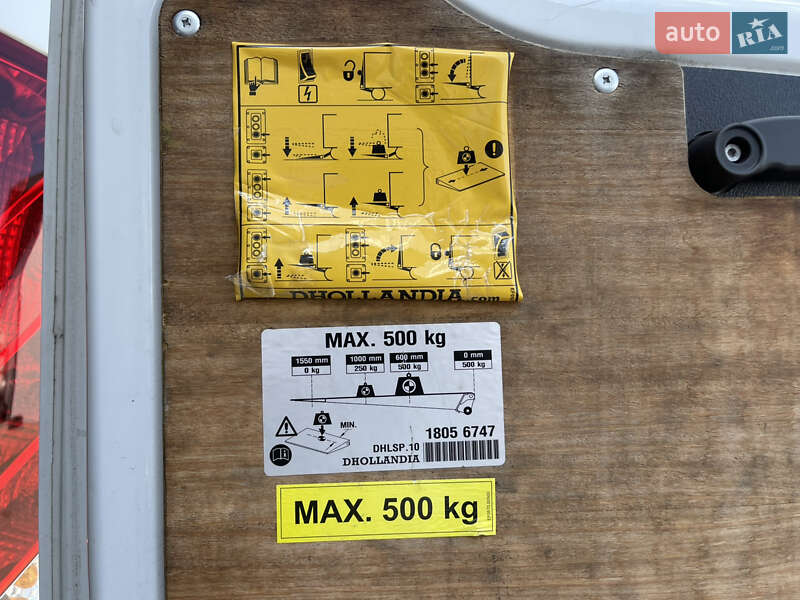 auto RIA.com
DHOLLANDIA.com
MAX. 500 kg
1550 mm 1000 mm 600 mm 0 mm
0 kg 250 kg 500 kg 500 kg
MIN.
DHLSP.10 1805 6747
DHOLLANDIA
MAX. 500 kg